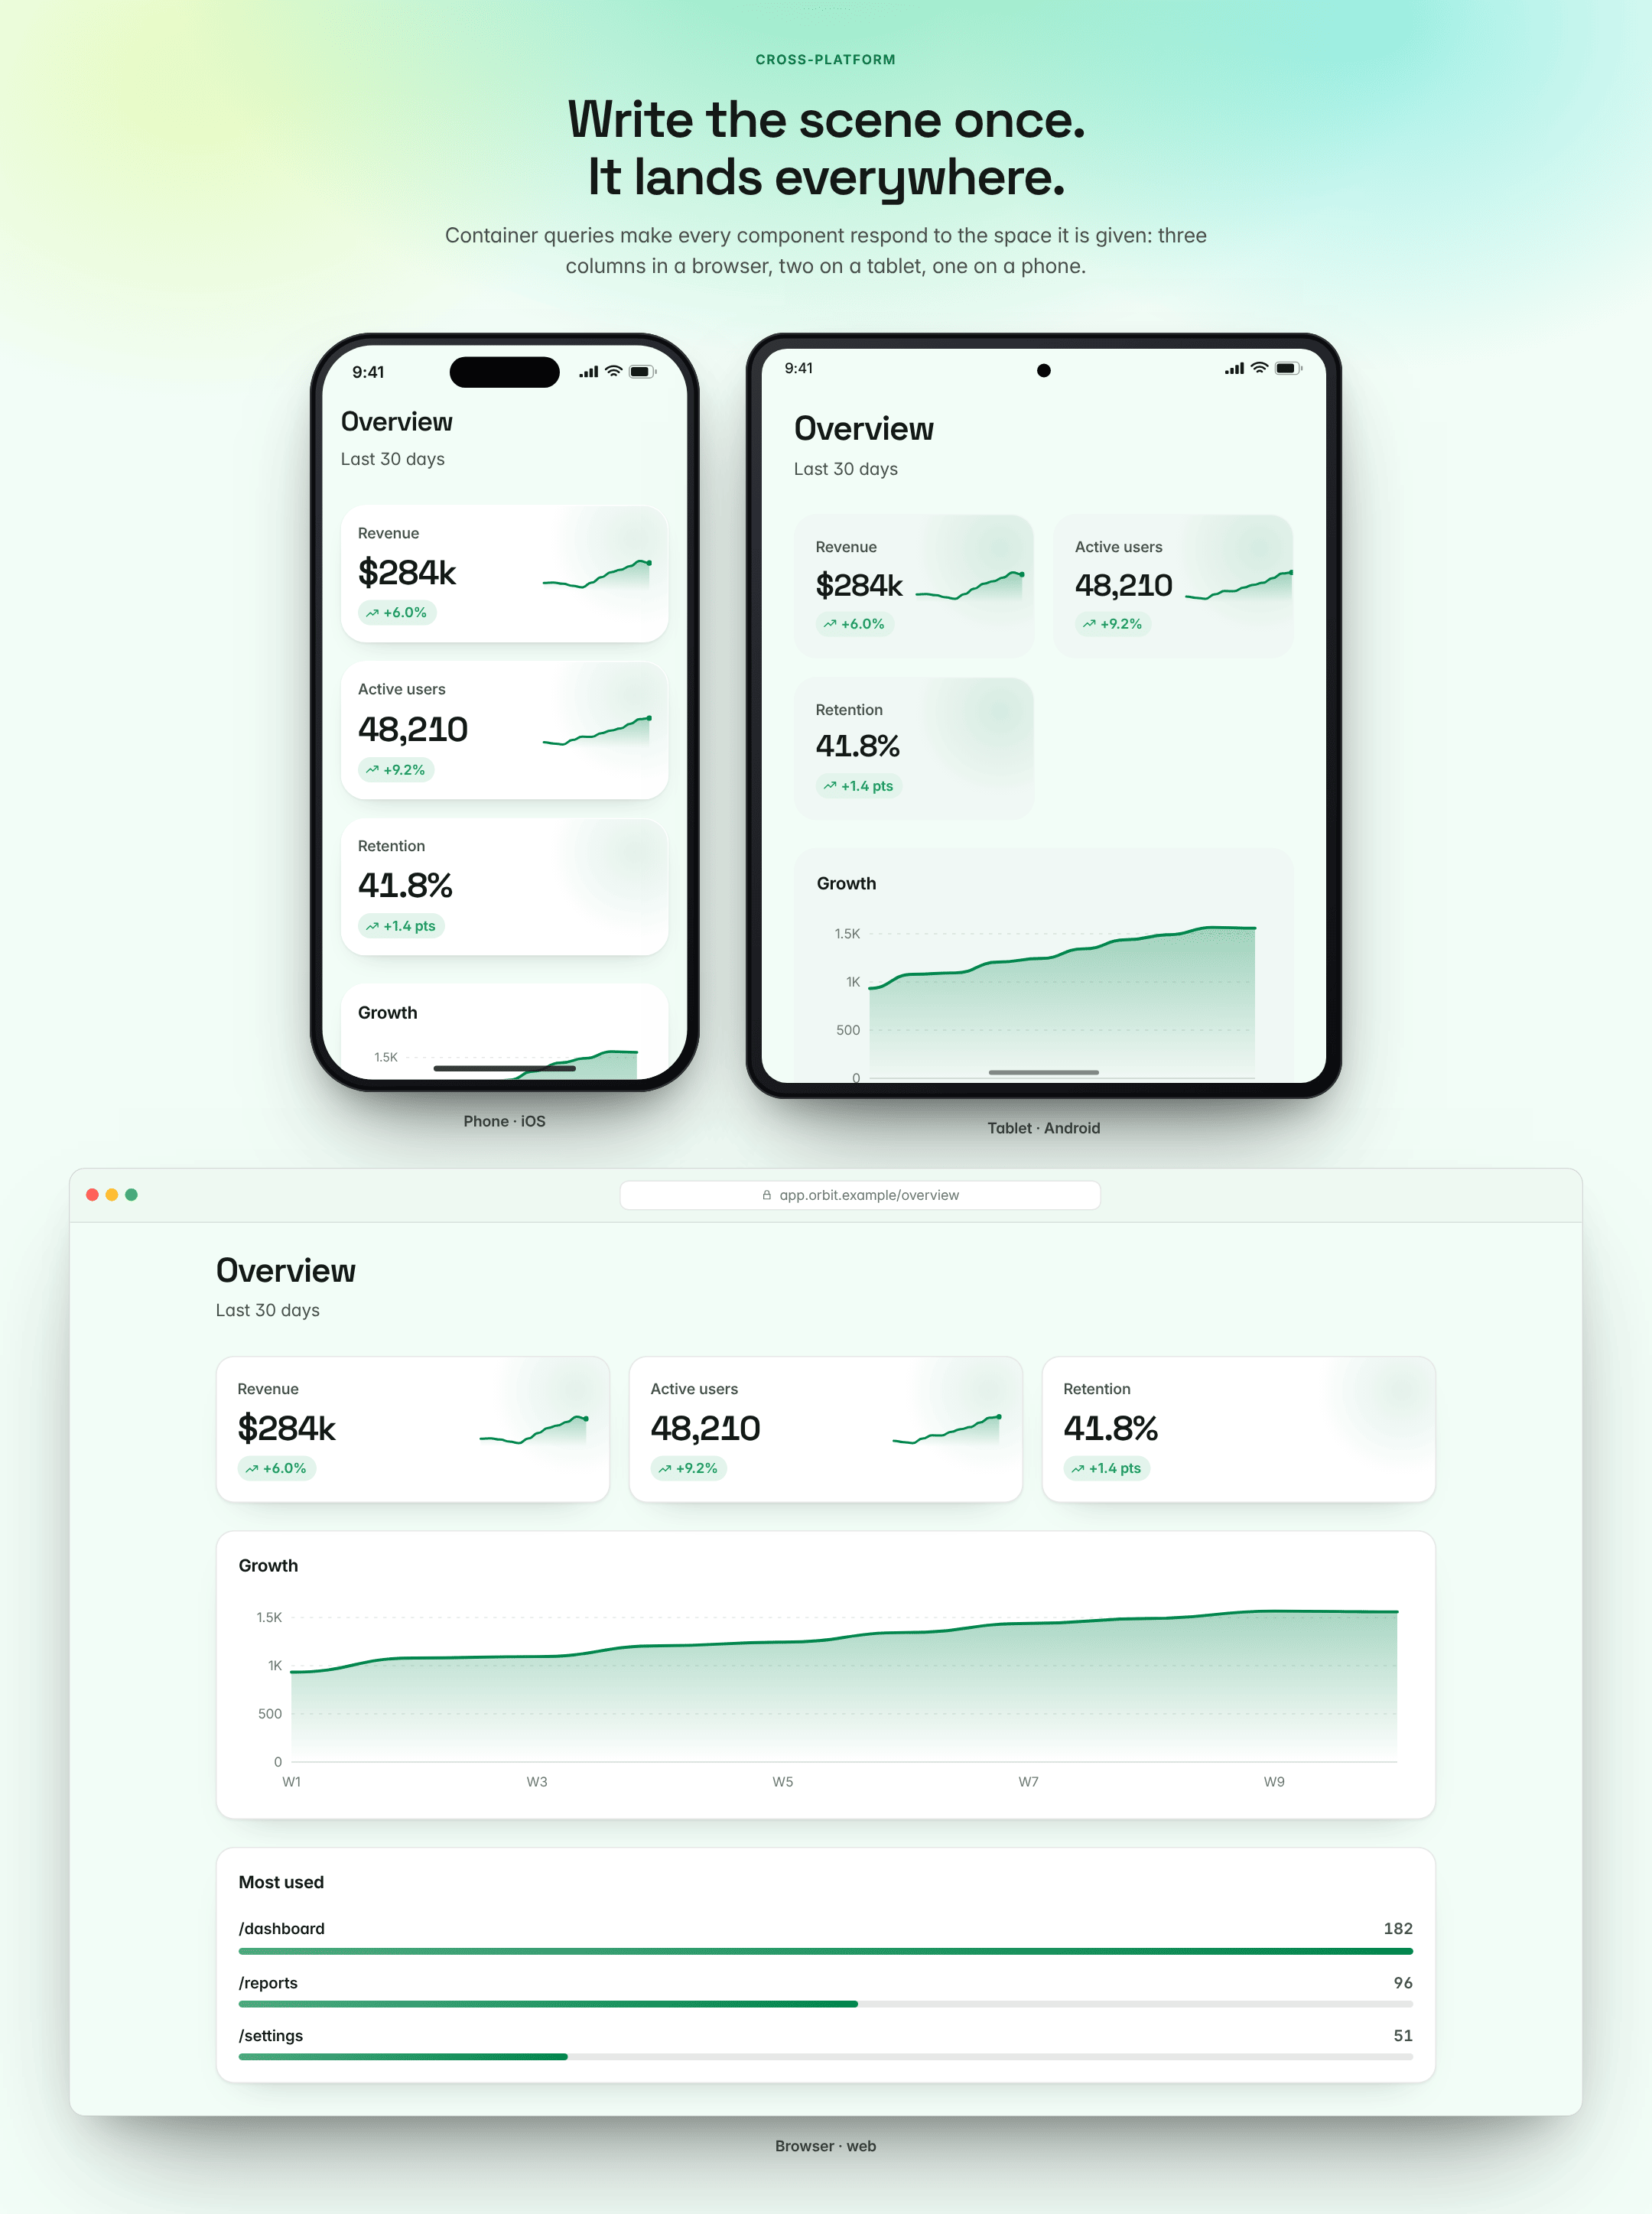 CROSS-PLATFORM
Write the scene once.
It lands everywhere.
Container queries make every component respond to the space it is given: three
columns in a browser, two on a tablet, one on a phone.
9:41
Overview
Last 30 days
Revenue
$284k
+6.0%
Active users
48,210
+9.2%
Retention
41.8%
+1.4 pts
Growth
1.5K
Phone · iOS
9:41
Overview
Last 30 days
Revenue
$284k
+6.0%
Active users
48,210
+9.2%
Retention
41.8%
+1.4 pts
Growth
1.5K
1K
500
0
Tablet · Android
app.orbit.example/overview
Overview
Last 30 days
Revenue
$284k
+6.0%
Active users
48,210
+9.2%
Retention
41.8%
+1.4 pts
Growth
1.5K
1K
500
0
W1 W3 W5 W7 W9
Most used
/dashboard 182
/reports 96
/settings 51
Browser · web